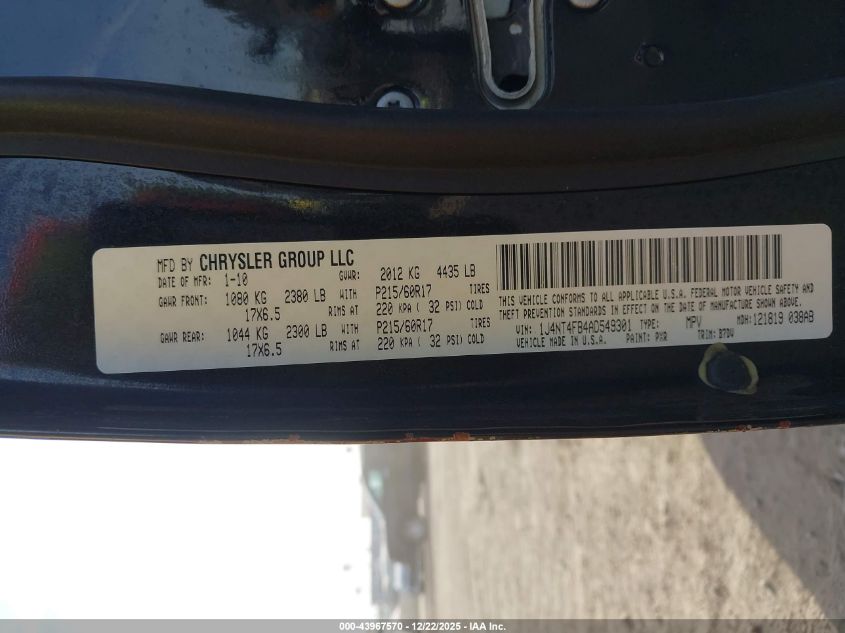 MFD BY CHRYSLER GROUP LLC
DATE OF MFR: 1-10 GVWR: 2012 KG 4435 LB
GAWR FRONT: 1080 KG 2380 LB WITH P215/60R17 TIRES
17X6.5 RIMS AT 220 KPA ( 32 PSI) COLD
GAWR REAR: 1044 KG 2300 LB WITH P215/60R17 TIRES
17X6.5 RIMS AT 220 KPA ( 32 PSI) COLD
THIS VEHICLE CONFORMS TO ALL APPLICABLE U.S.A. FEDERAL MOTOR VEHICLE SAFETY AND
THEFT PREVENTION STANDARDS IN EFFECT ON THE DATE OF MANUFACTURE SHOWN ABOVE.
VIN: 1J4NT4FB4AD549301 TYPE: MPV MDH: 121819 038AB
VEHICLE MADE IN U.S.A. PAINT: PXR TRIM: B7DV
000-43967570 - 12/22/2025 - IAA Inc.